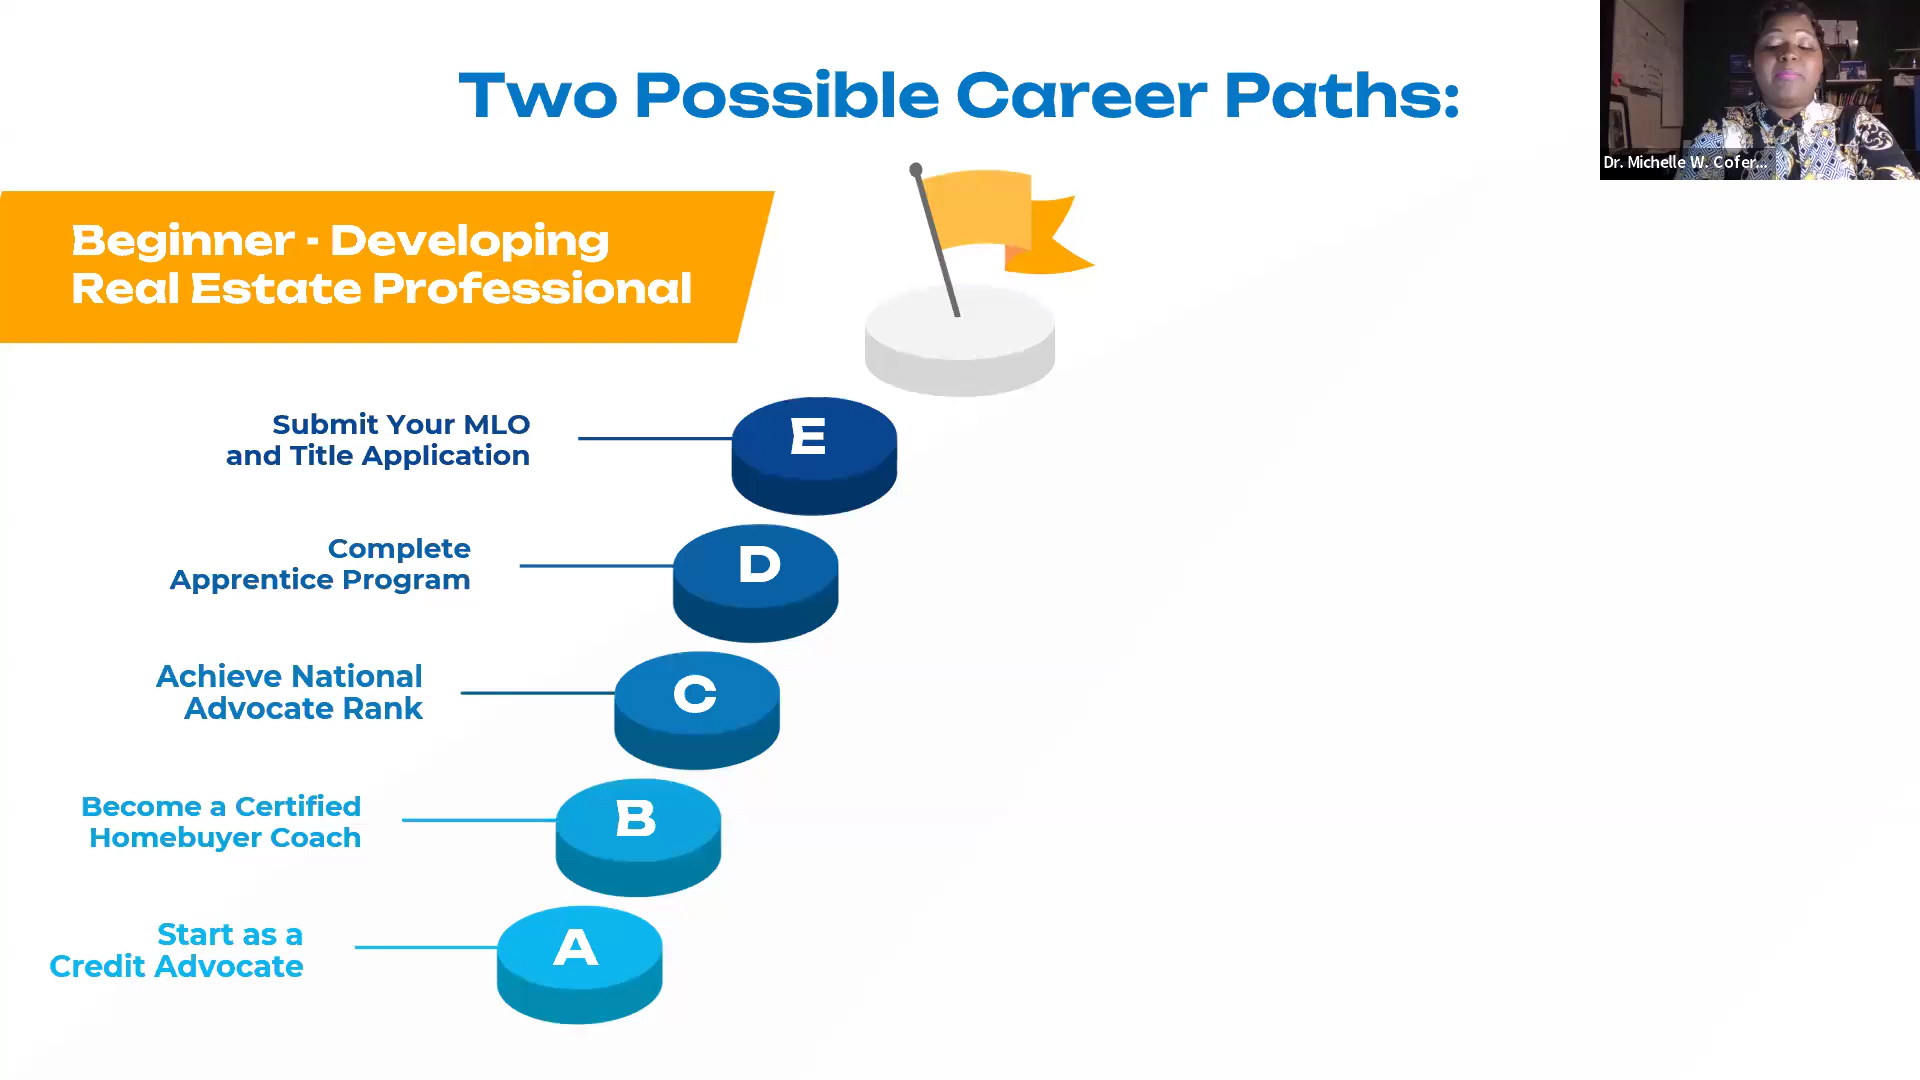 Two Possible Career Paths:
Dr. Michelle W. Cofer...
Beginner - Developing
Real Estate Professional
Submit Your MLO
and Title Application
E
Complete
Apprentice Program
D
Achieve National
Advocate Rank
C
Become a Certified
Homebuyer Coach
B
Start as a
Credit Advocate
A